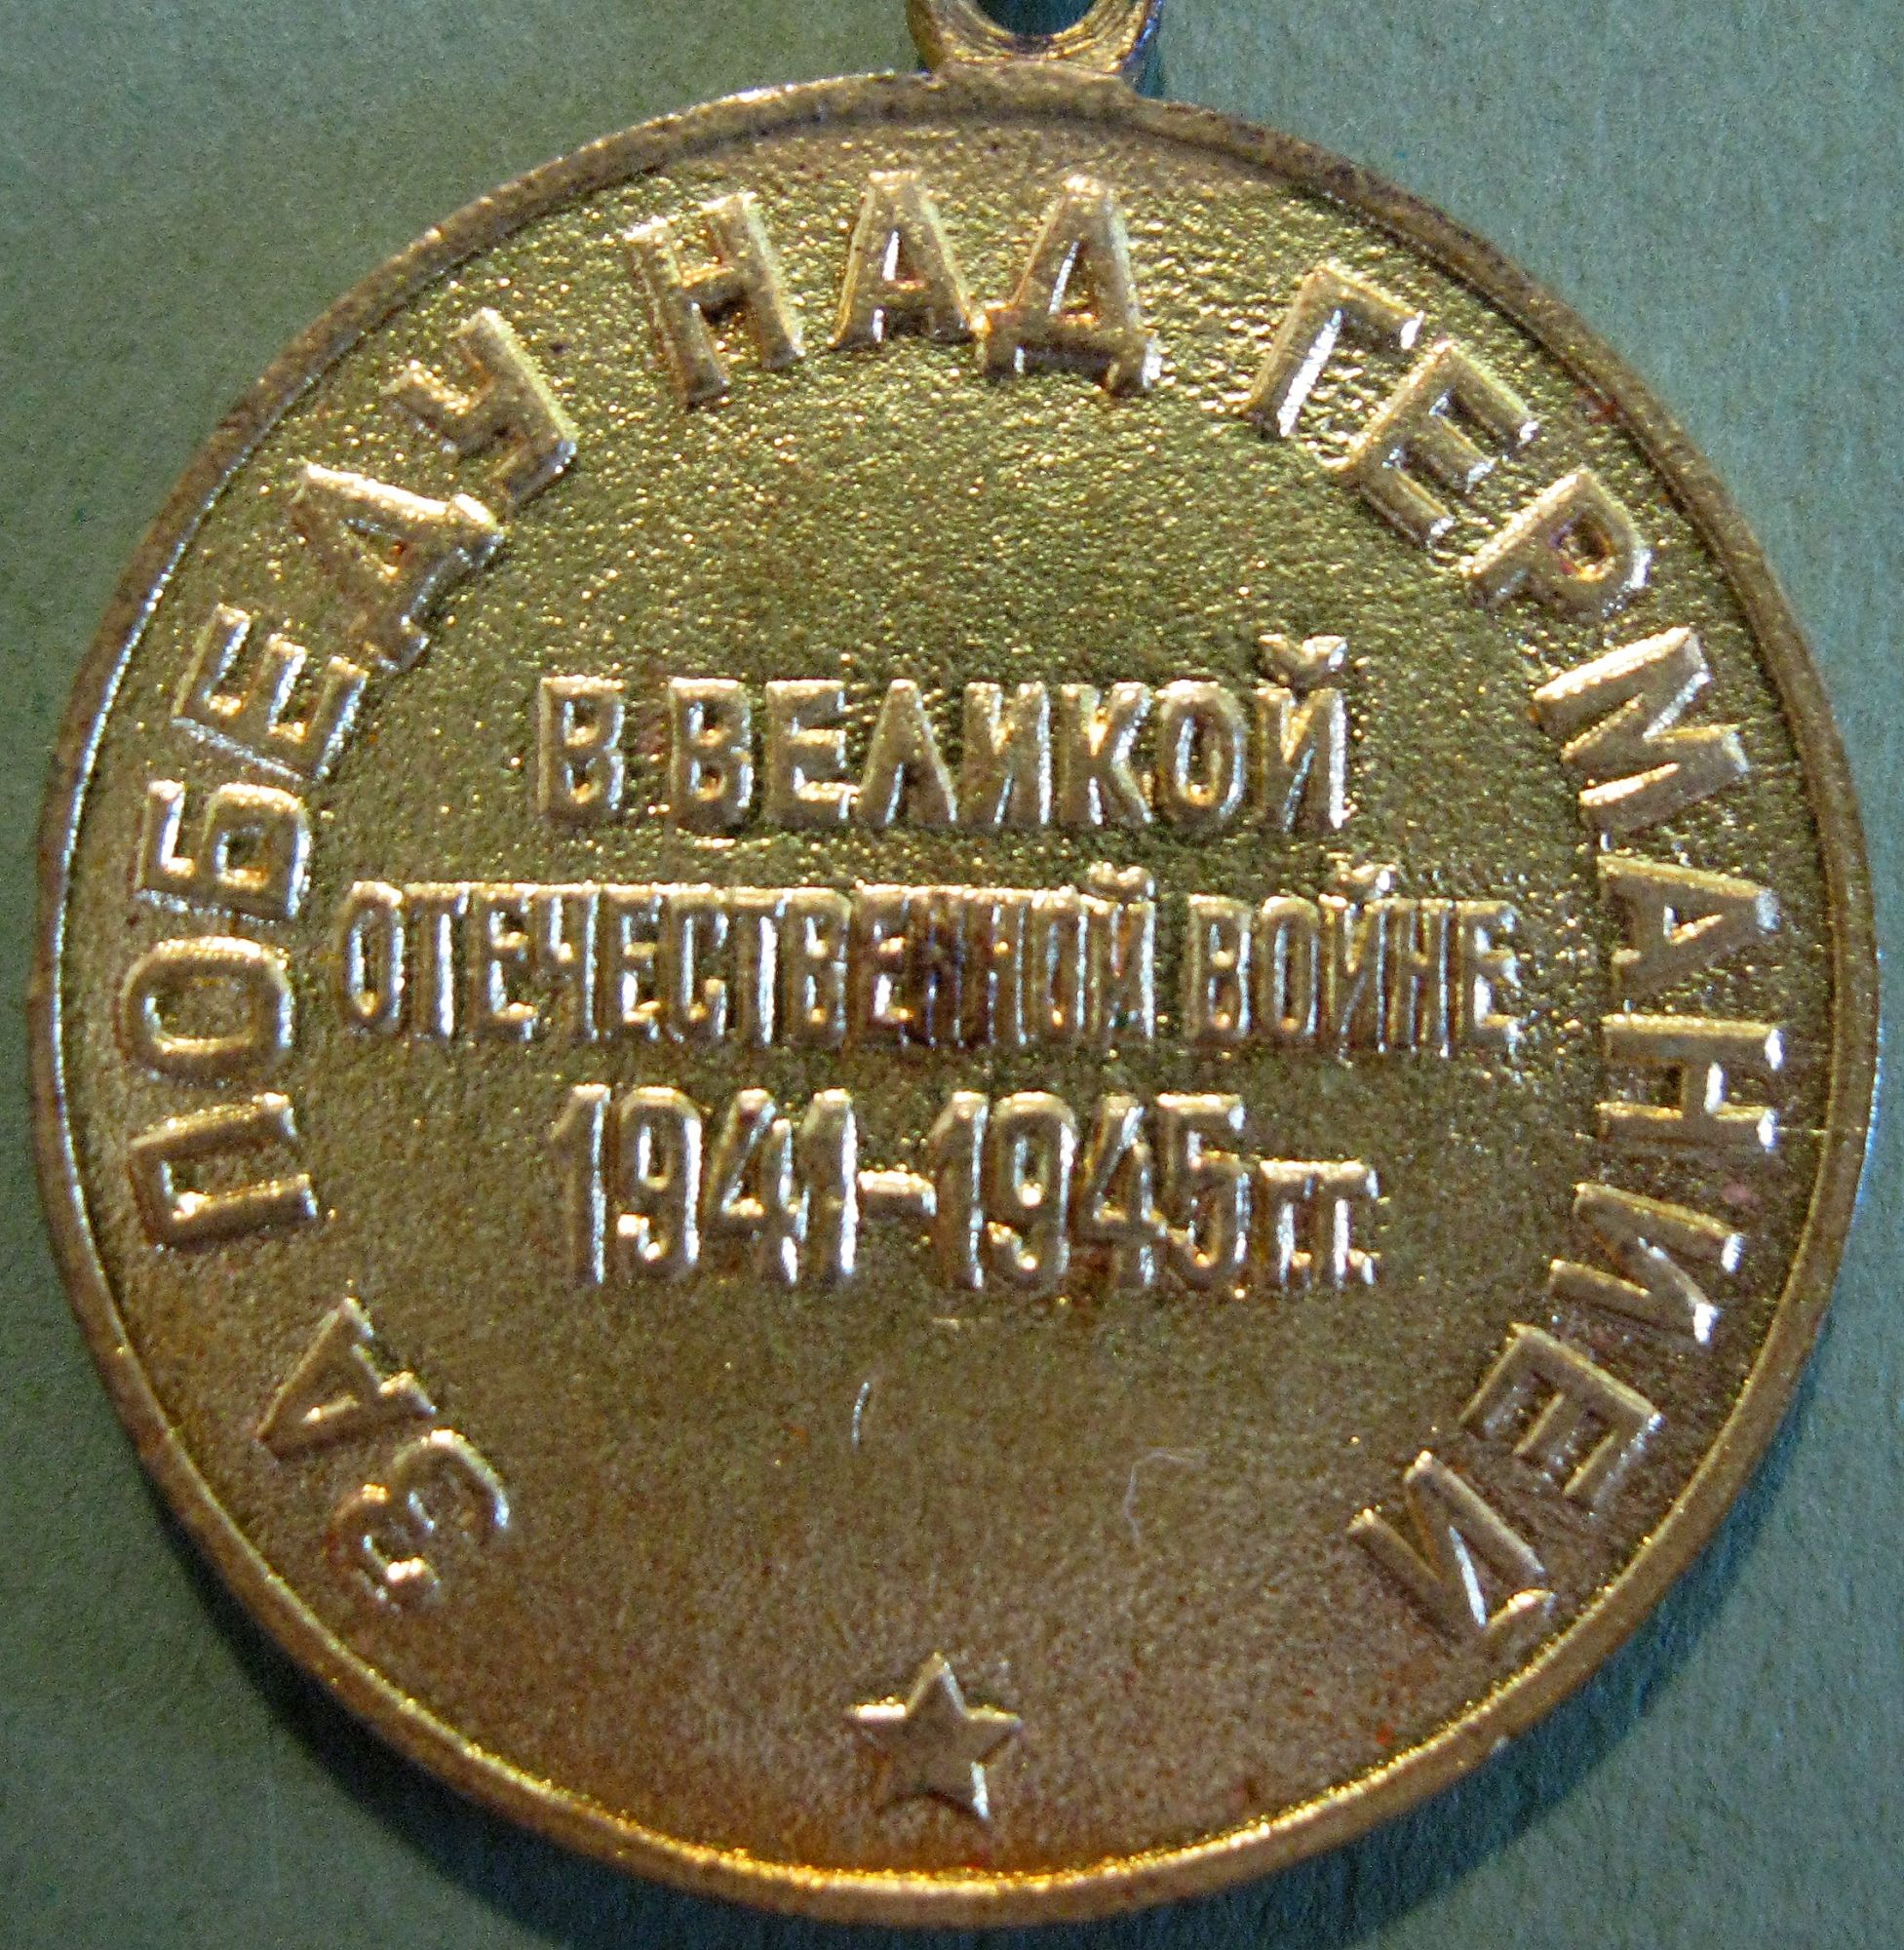 ЗА ПОБЕДУ НАД ГЕРМАНИЕЙ
В ВЕЛИКОЙ
ОТЕЧЕСТВЕННОЙ ВОЙНЕ
1941-1945гг.